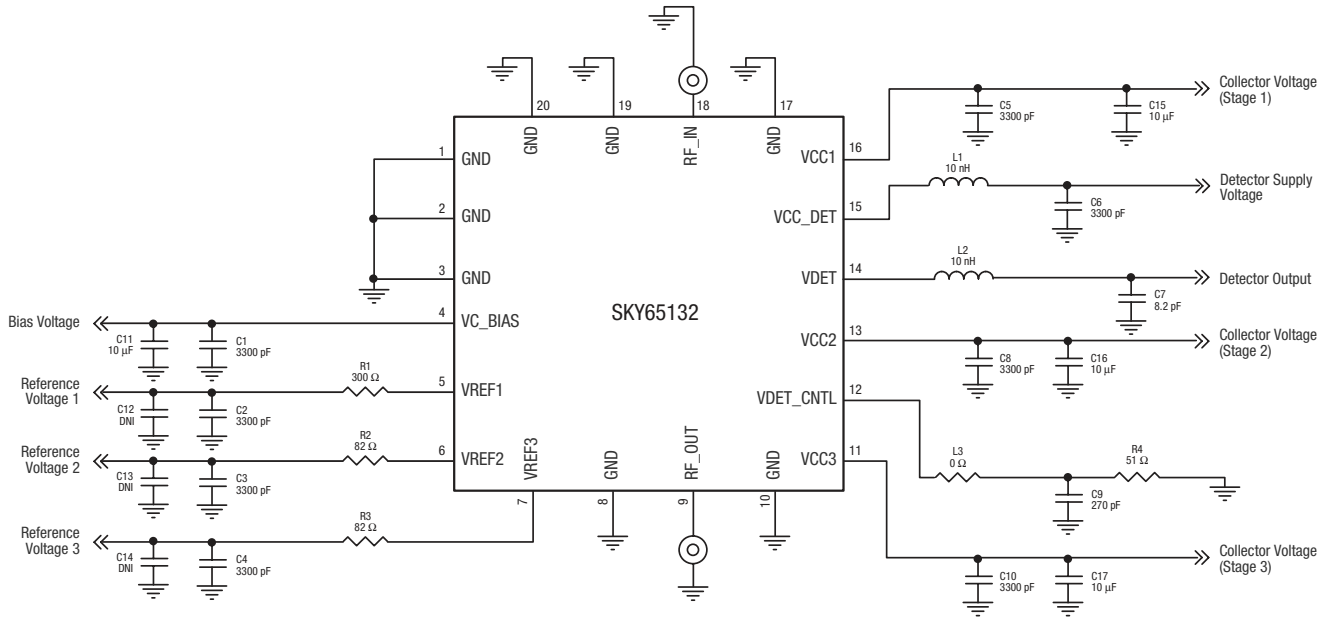 20
19
18
17
GND
GND
RF_IN
GND
1
GND
2
GND
3
GND
Bias Voltage
4
VC_BIAS
C11
10 µF
C1
3300 pF
Reference
Voltage 1
R1
300 Ω
5
VREF1
C12
DNI
C2
3300 pF
Reference
Voltage 2
R2
82 Ω
6
VREF2
C13
DNI
C3
3300 pF
Reference
Voltage 3
R3
82 Ω
7
VREF3
C14
DNI
C4
3300 pF
SKY65132
8
GND
9
RF_OUT
10
GND
VCC1
16
C5
3300 pF
C15
10 µF
Collector Voltage
(Stage 1)
VCC_DET
15
L1
10 nH
C6
3300 pF
Detector Supply
Voltage
VDET
14
L2
10 nH
C7
8.2 pF
Detector Output
VCC2
13
C8
3300 pF
C16
10 µF
Collector Voltage
(Stage 2)
VDET_CNTL
12
L3
0 Ω
C9
270 pF
R4
51 Ω
VCC3
11
C10
3300 pF
C17
10 µF
Collector Voltage
(Stage 3)